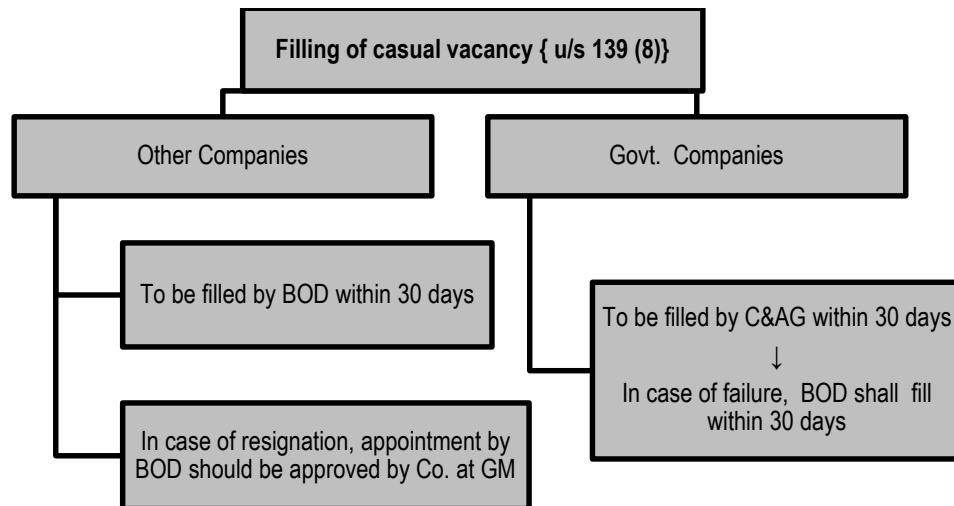 Filling of casual vacancy { u/s 139 (8)}
Other Companies
Govt. Companies
To be filled by BOD within 30 days
In case of resignation, appointment by
BOD should be approved by Co. at GM
To be filled by C&AG within 30 days
↓
In case of failure, BOD shall fill
within 30 days